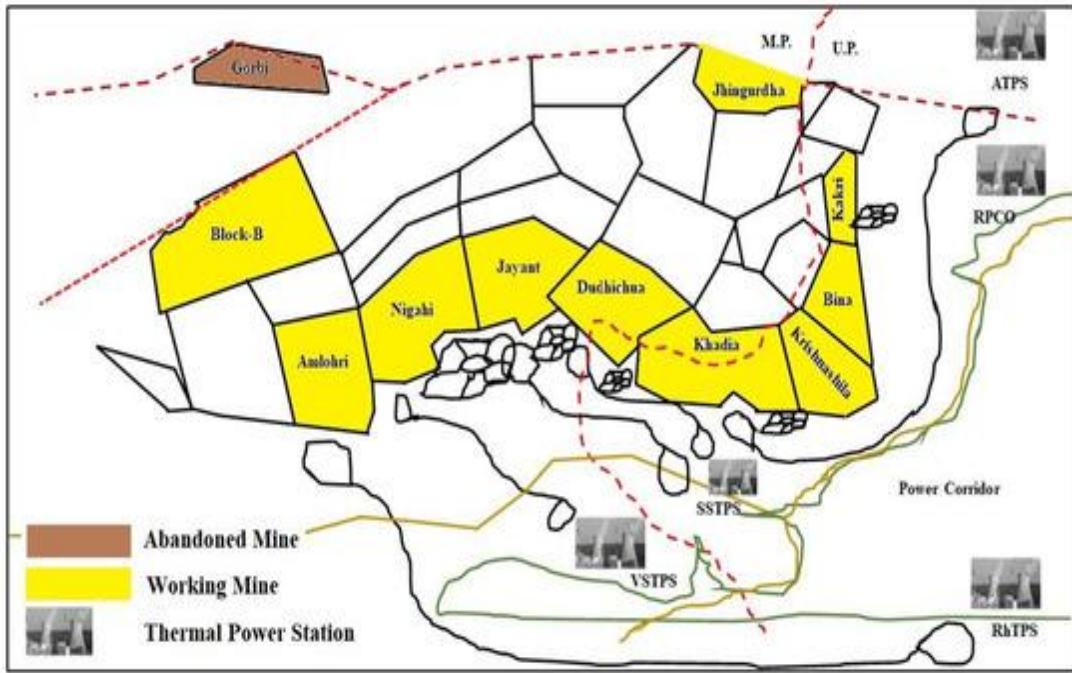 M.P. U.P.
Gorbi
Jhingurdha
ATPS
Kakri
RPCO
Block-B
Jayant
Dudhichua
Bina
Nigahi
Khadia
Krishnashila
Amlohri
Power Corridor
SSTPS
Abandoned Mine
VSTPS
Working Mine
Thermal Power Station
RhTPS